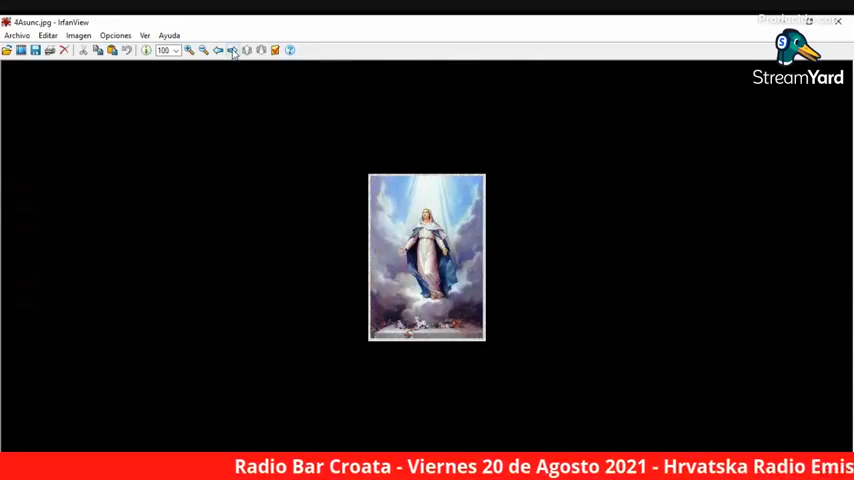 4Asunc.jpg - IrfanView
Archivo Editar Imagen Opciones Ver Ayuda
100
StreamYard
Radio Bar Croata - Viernes 20 de Agosto 2021 - Hrvatska Radio Emis